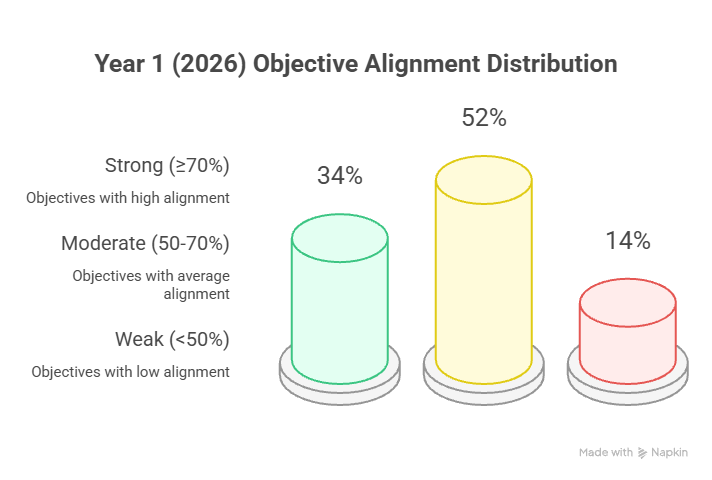 Year 1 (2026) Objective Alignment Distribution
52%
34%
14%
Strong (≥70%)
Objectives with high alignment
Moderate (50-70%)
Objectives with average
alignment
Weak (<50%)
Objectives with low alignment
Made with Napkin